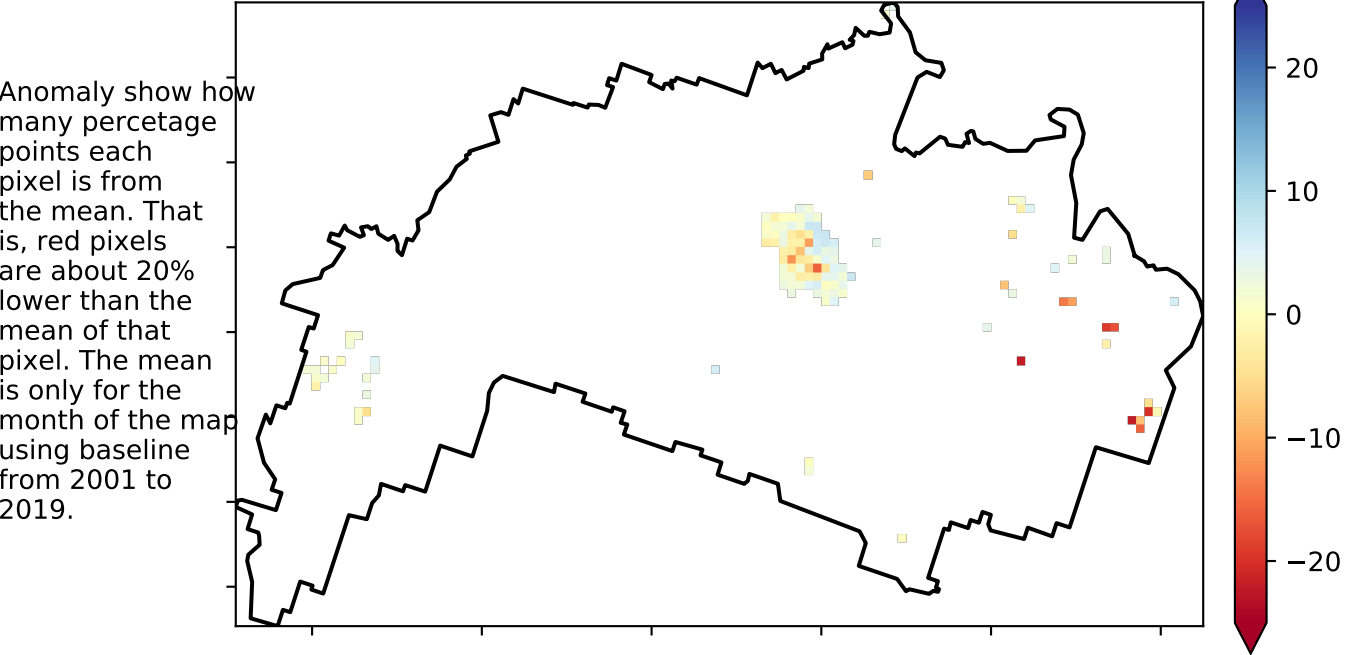 Anomaly show how
many percetage
points each
pixel is from
the mean. That
is, red pixels
are about 20%
lower than the
mean of that
pixel. The mean
is only for the
month of the map
using baseline
from 2001 to
2019.
20
10
0
−10
−20